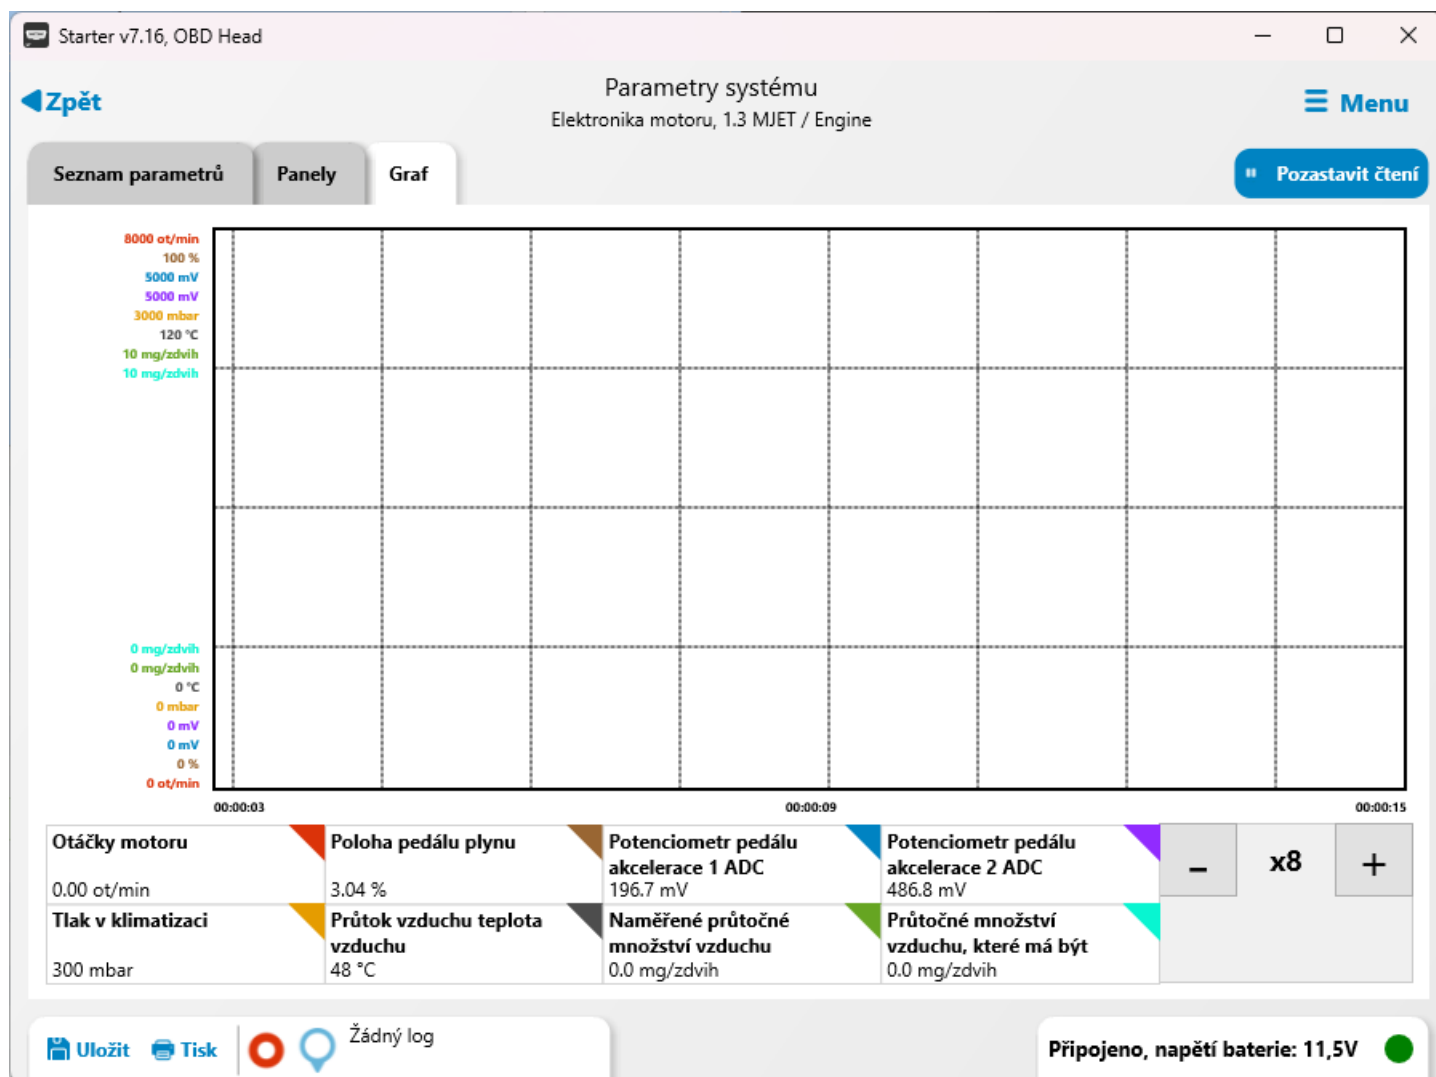 Starter v7.16, OBD Head
Zpět
Parametry systému
Elektronika motoru, 1.3 MJET / Engine
Menu
Seznam parametrů
Panely
Graf
Pozastavit čtení
8000 ot/min
100 %
5000 mV
5000 mV
3000 mbar
120 °C
10 mg/zdvih
10 mg/zdvih
0 mg/zdvih
0 mg/zdvih
0 °C
0 mbar
0 mV
0 mV
0 %
0 ot/min
00:00:03
00:00:09
00:00:15
Otáčky motoru
0.00 ot/min
Poloha pedálu plynu
3.04 %
Potenciometr pedálu
akcelerace 1 ADC
196.7 mV
Potenciometr pedálu
akcelerace 2 ADC
486.8 mV
–
x8
+
Tlak v klimatizaci
300 mbar
Průtok vzduchu teplota
vzduchu
48 °C
Naměřené průtočné
množství vzduchu
0.0 mg/zdvih
Průtočné množství
vzduchu, které má být
0.0 mg/zdvih
Uložit
Tisk
Žádný log
Připojeno, napětí baterie: 11,5V